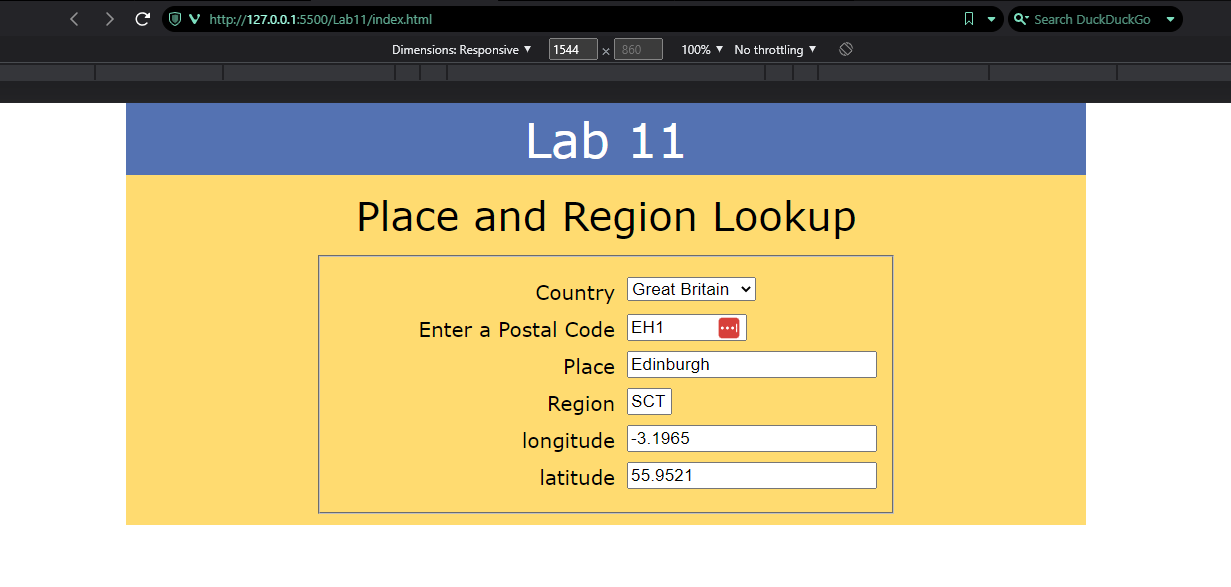 http://127.0.0.1:5500/Lab11/index.html Search DuckDuckGo
Dimensions: Responsive 1544 × 860 100% No throttling
Lab 11
Place and Region Lookup
Country Great Britain
Enter a Postal Code EH1
Place Edinburgh
Region SCT
longitude -3.1965
latitude 55.9521